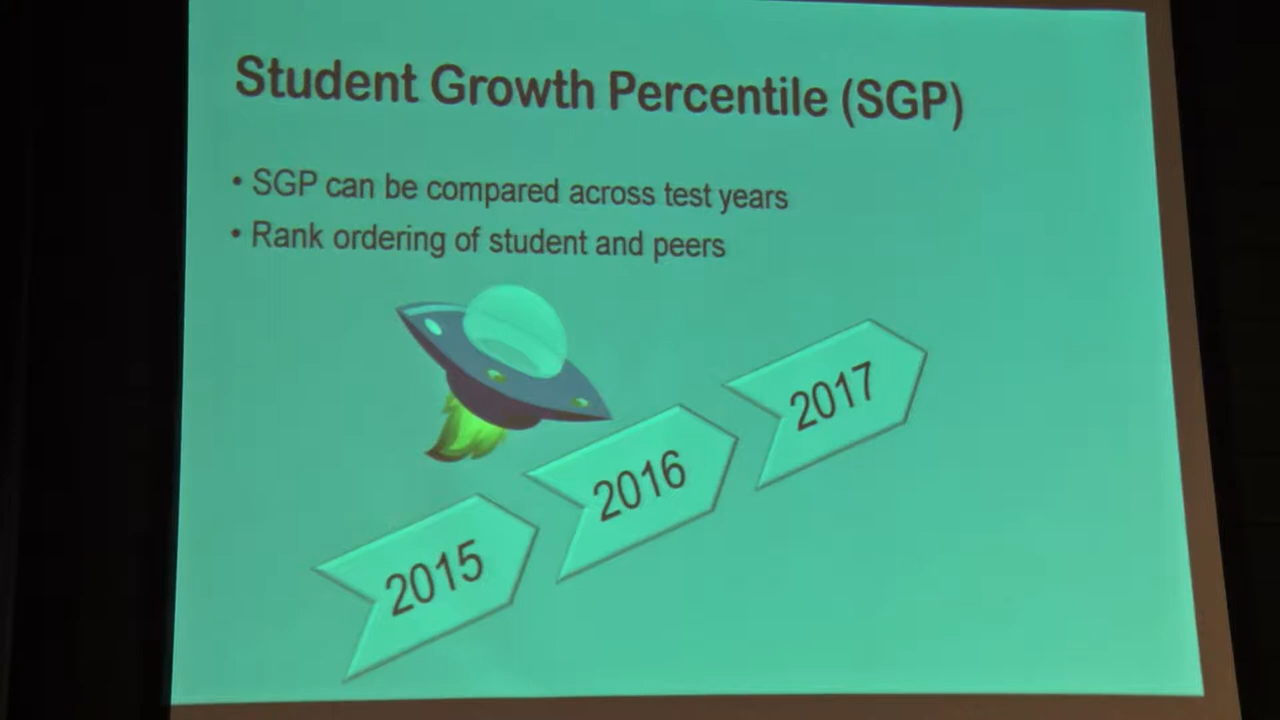 Student Growth Percentile (SGP)
• SGP can be compared across test years
• Rank ordering of student and peers
2015
2016
2017